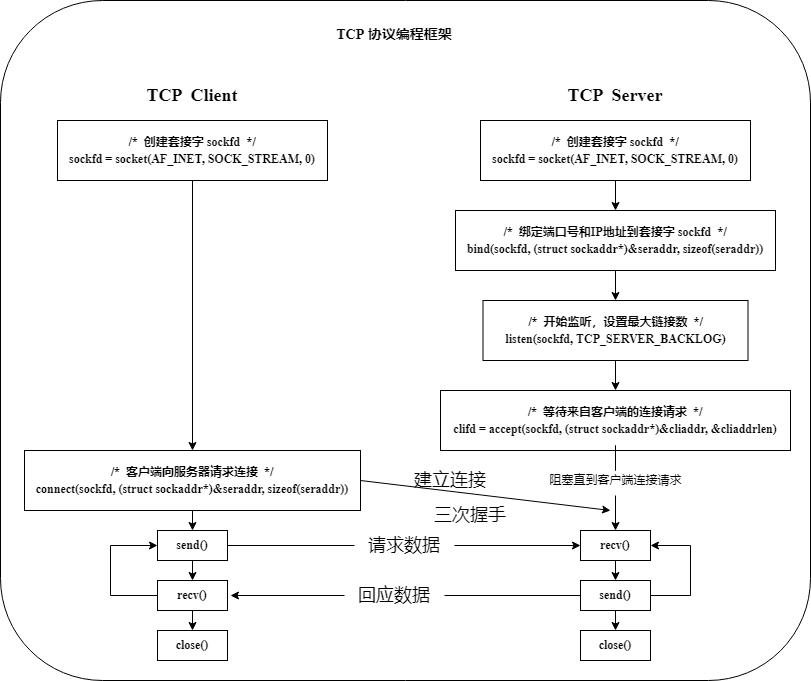 TCP 协议编程框架
TCP Client
TCP Server
/* 创建套接字 sockfd */
sockfd = socket(AF_INET, SOCK_STREAM, 0)
/* 创建套接字 sockfd */
sockfd = socket(AF_INET, SOCK_STREAM, 0)
/* 绑定端口号和IP地址到套接字 sockfd */
bind(sockfd, (struct sockaddr*)&seraddr, sizeof(seraddr))
/* 开始监听，设置最大链接数 */
listen(sockfd, TCP_SERVER_BACKLOG)
/* 等待来自客户端的连接请求 */
clifd = accept(sockfd, (struct sockaddr*)&cliaddr, &cliaddrlen)
/* 客户端向服务器请求连接 */
connect(sockfd, (struct sockaddr*)&seraddr, sizeof(seraddr))
建立连接
阻塞直到客户端连接请求
三次握手
send()
请求数据
recv()
recv()
回应数据
send()
close()
close()